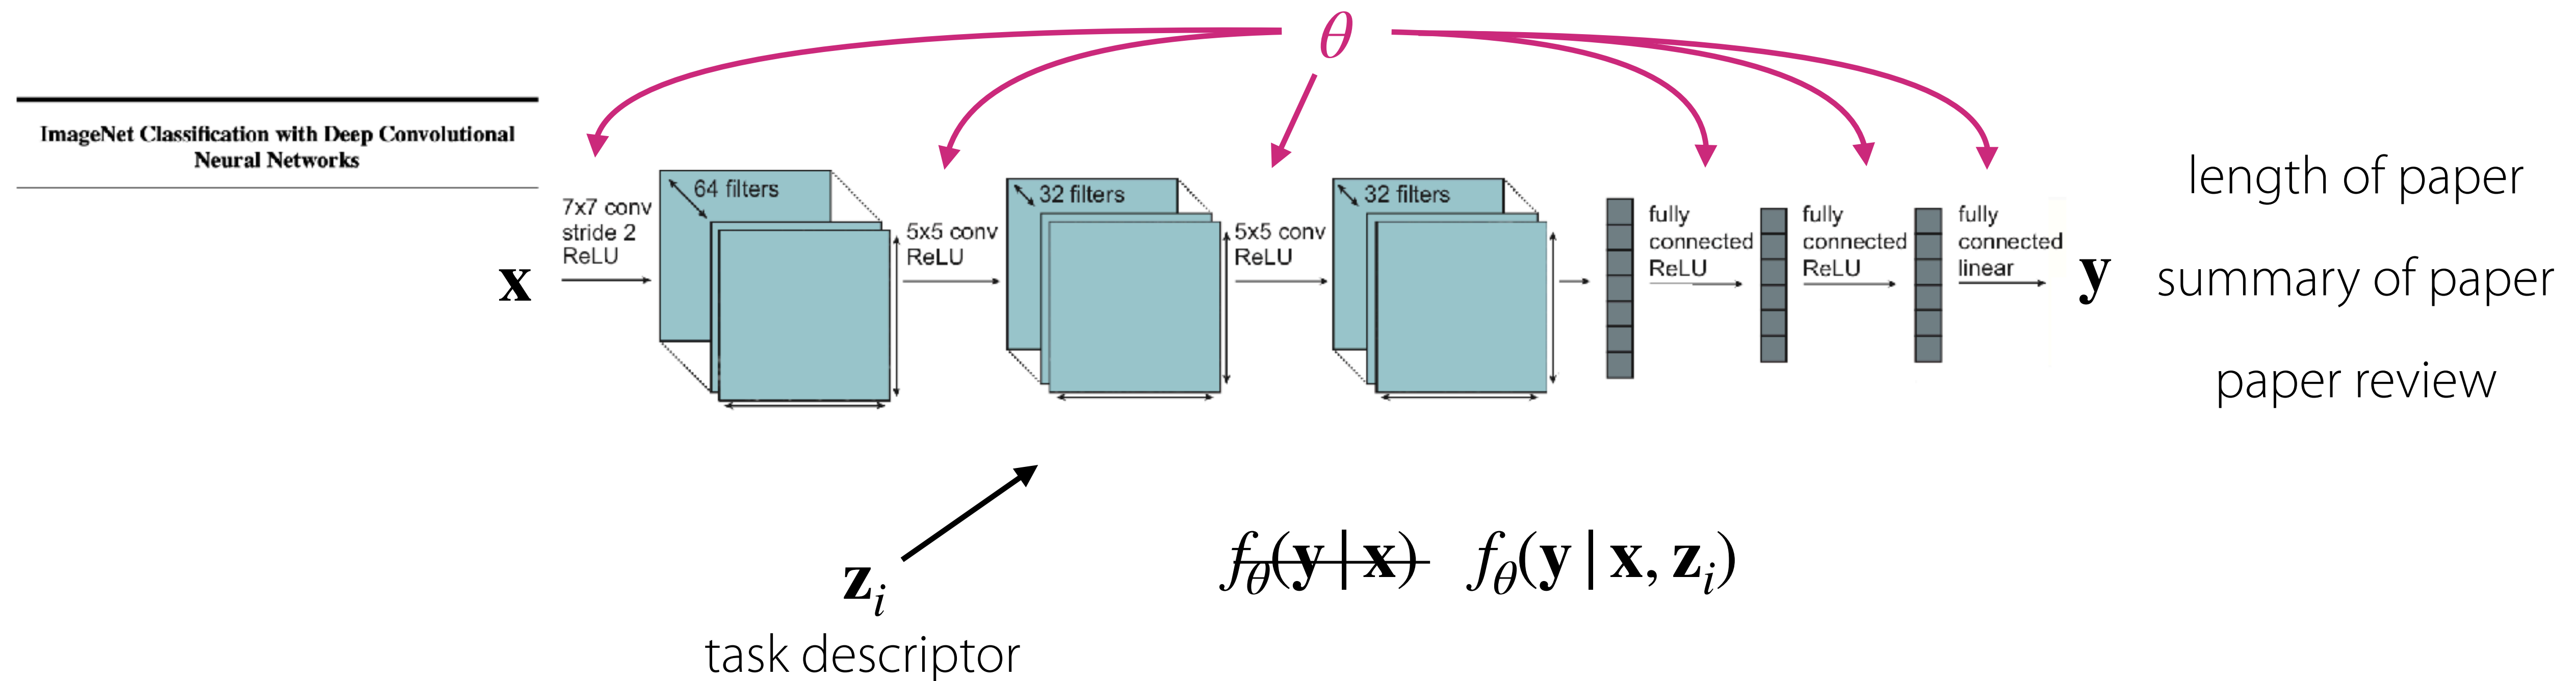 θ
ImageNet Classification with Deep Convolutional
Neural Networks
x
7x7 conv
stride 2
ReLU
64 filters
5x5 conv
ReLU
32 filters
5x5 conv
ReLU
32 filters
fully
connected
ReLU
fully
connected
ReLU
fully
connected
linear
y
length of paper
summary of paper
paper review
z_i
task descriptor
f_θ(y|x) f_θ(y|x, z_i)